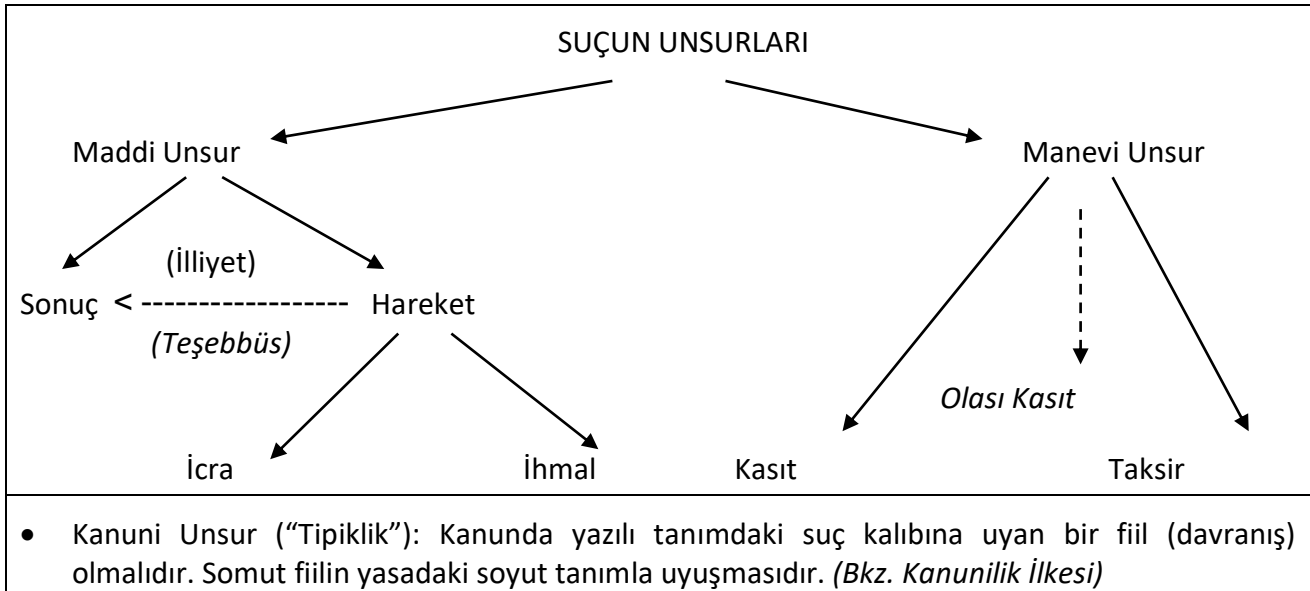 SUÇUN UNSURLARI
Maddi Unsur
Manevi Unsur
(İlliyet)
Sonuç < ------------------- Hareket
(Teşebbüs)
Olası Kasıt
İcra
İhmal
Kasıt
Taksir
• Kanuni Unsur (“Tipiklik”): Kanunda yazılı tanımdaki suç kalıbına uyan bir fiil (davranış)
olmalıdır. Somut fiilin yasadaki soyut tanımla uyuşmasıdır. (Bkz. Kanunilik İlkesi)